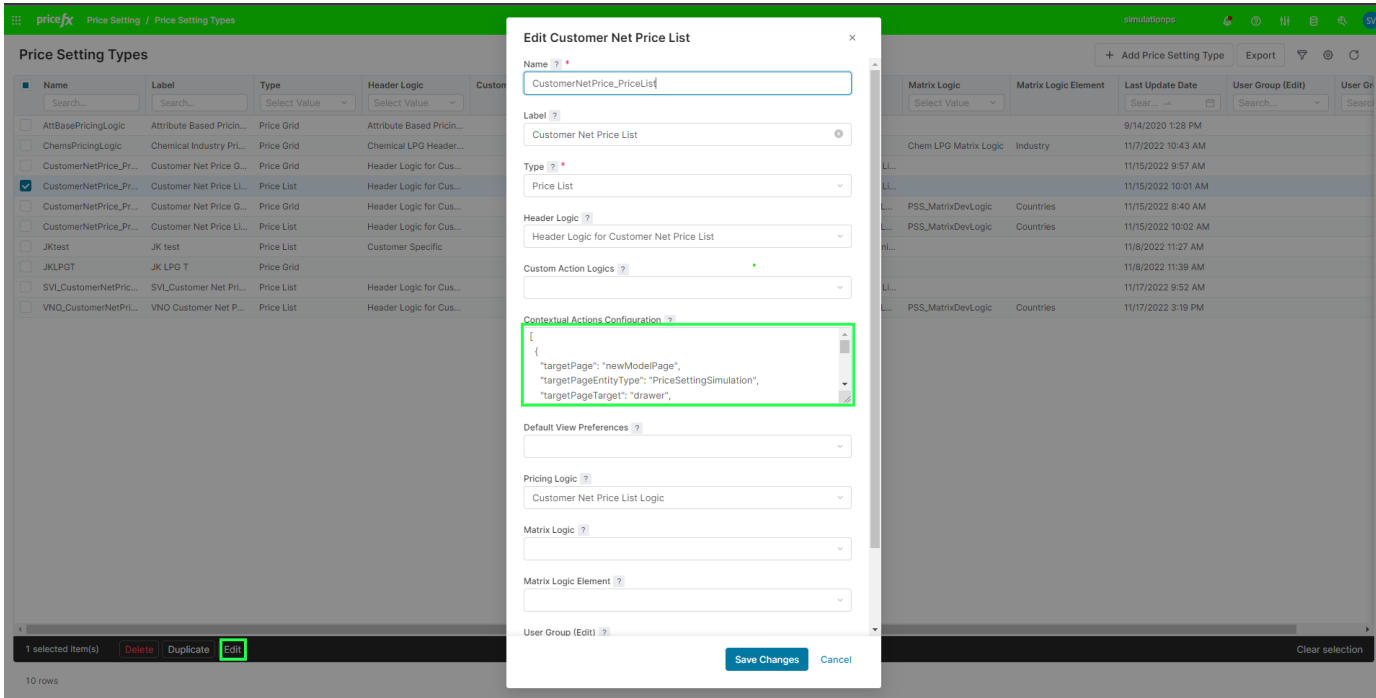 pricefx Price Setting / Price Setting Types simulationps SV
Price Setting Types
+ Add Price Setting Type Export
Name Label Type Header Logic Custom Matrix Logic Matrix Logic Element Last Update Date User Group (Edit) User Gr
Search... Search... Select Value Select Value Select Value Sear... → Search... Search
AttBasePricingLogic Attribute Based Pricin... Price Grid Attribute Based Pricin... 9/14/2020 1:28 PM
ChemsPricingLogic Chemical Industry Pri... Price Grid Chemical LPG Header... Chem LPG Matrix Logic Industry 11/7/2022 10:43 AM
CustomerNetPrice_Pr... Customer Net Price G... Price Grid Header Logic for Cus... Li... 11/15/2022 9:57 AM
CustomerNetPrice_Pr... Customer Net Price Li... Price List Header Logic for Cus... Li... 11/15/2022 10:01 AM
CustomerNetPrice_Pr... Customer Net Price G... Price Grid Header Logic for Cus... L... PSS_MatrixDevLogic Countries 11/15/2022 8:40 AM
CustomerNetPrice_Pr... Customer Net Price Li... Price List Header Logic for Cus... L... PSS_MatrixDevLogic Countries 11/15/2022 10:02 AM
JKtest JK test Price List Customer Specific ni... 11/8/2022 11:27 AM
JKLPGT JK LPG T Price Grid 11/8/2022 11:39 AM
SVI_CustomerNetPric... SVI_Customer Net Pri... Price List Header Logic for Cus... Li... 11/17/2022 9:52 AM
VNO_CustomerNetPri... VNO Customer Net P... Price List Header Logic for Cus... L... PSS_MatrixDevLogic Countries 11/17/2022 3:19 PM
Edit Customer Net Price List ×
Name ? *
CustomerNetPrice_PriceList
Label ?
Customer Net Price List
Type ? *
Price List
Header Logic ?
Header Logic for Customer Net Price List
Custom Action Logics ?
Contextual Actions Configuration ?
[
{
"targetPage": "newModelPage",
"targetPageEntityType": "PriceSettingSimulation",
"targetPageTarget": "drawer",
Default View Preferences ?
Pricing Logic ?
Customer Net Price List Logic
Matrix Logic ?
Matrix Logic Element ?
User Group (Edit) ?
Save Changes Cancel
1 selected item(s) Delete Duplicate Edit Clear selection
10 rows